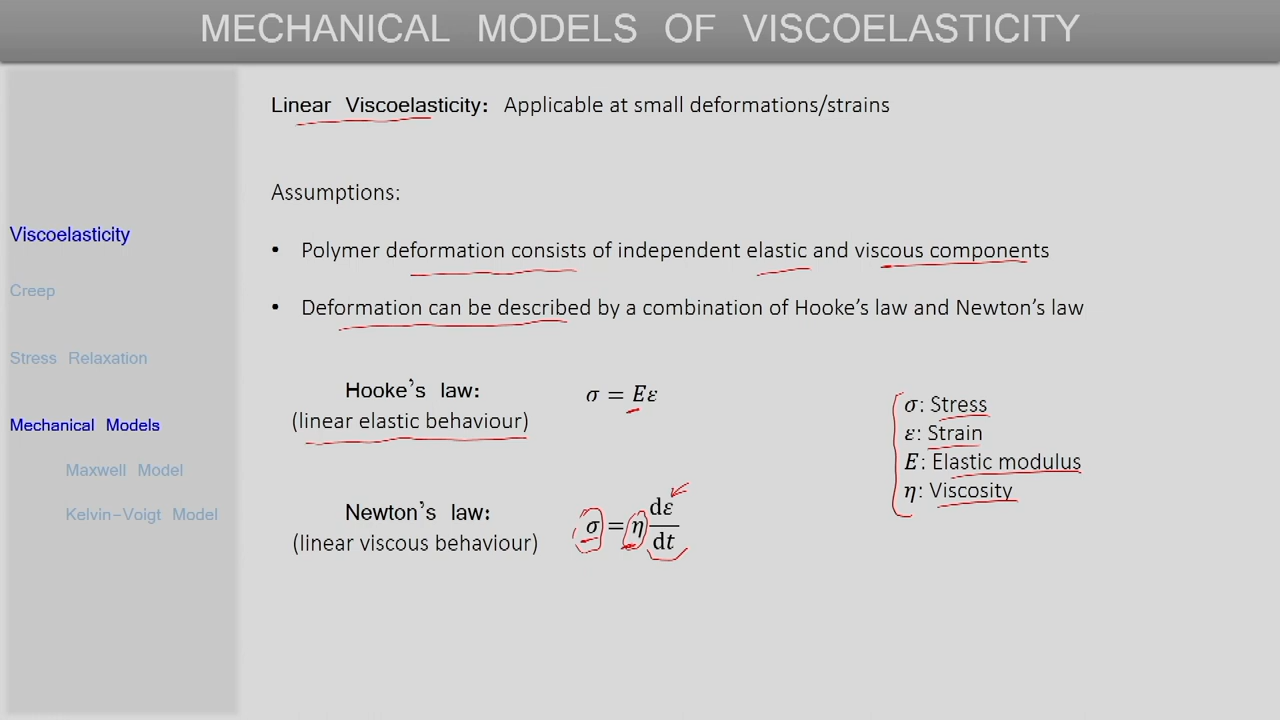 MECHANICAL MODELS OF VISCOELASTICITY
Viscoelasticity
Creep
Stress Relaxation
Mechanical Models
Maxwell Model
Kelvin-Voigt Model
Linear Viscoelasticity: Applicable at small deformations/strains
Assumptions:
• Polymer deformation consists of independent elastic and viscous components
• Deformation can be described by a combination of Hooke's law and Newton's law
Hooke's law: σ = Eε
(linear elastic behaviour)
Newton's law: σ = η dε/dt
(linear viscous behaviour)
σ: Stress
ε: Strain
E: Elastic modulus
η: Viscosity